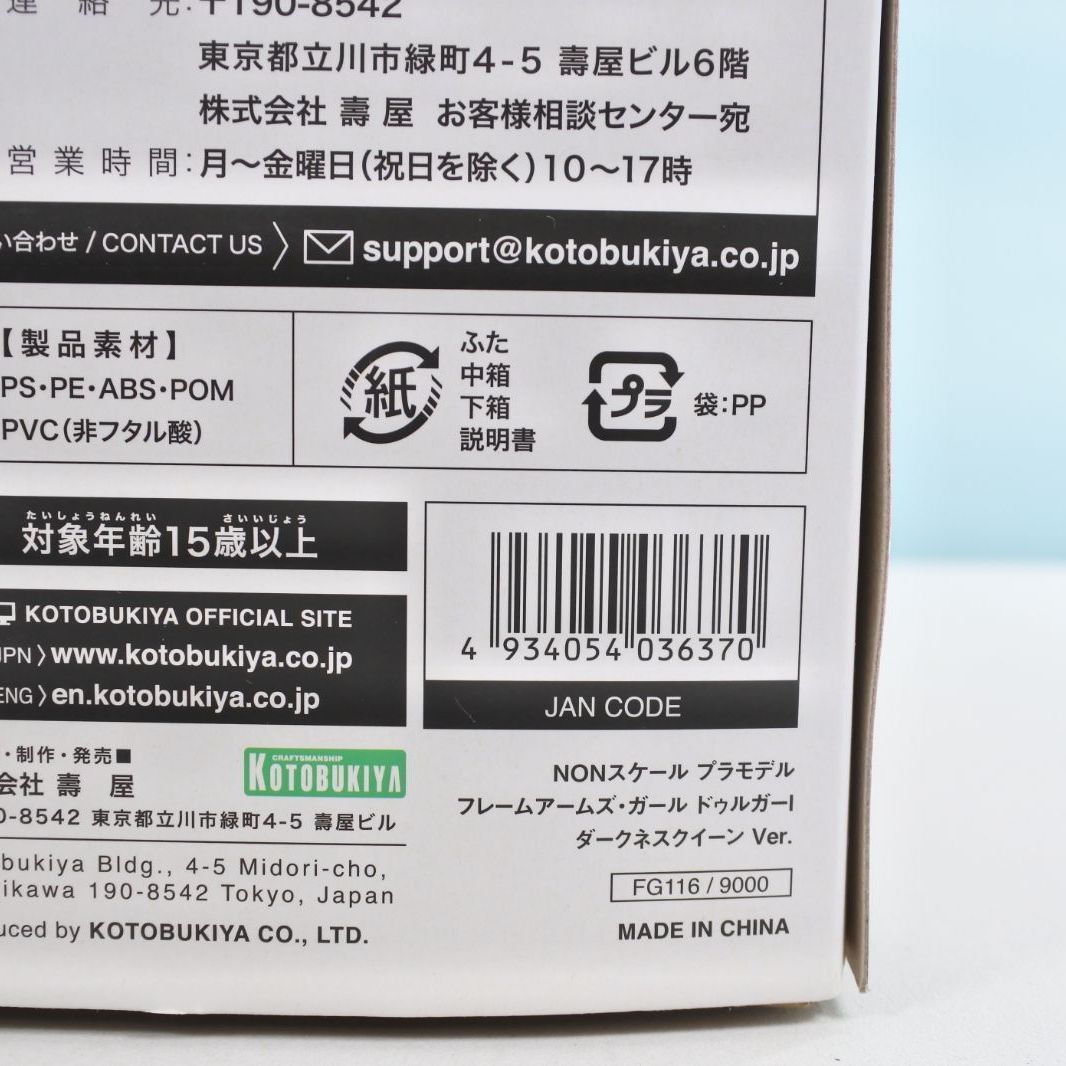 連絡先:〒190-8542
東京都立川市緑町4-5 壽屋ビル6階
株式会社 壽屋 お客様相談センター宛
営業時間:月〜金曜日(祝日を除く)10〜17時
い合わせ / CONTACT US 〉 support@kotobukiya.co.jp
【製品素材】
PS・PE・ABS・POM
PVC(非フタル酸)
紙
ふた
中箱
下箱
説明書
プラ
袋:PP
たいしょうねんれい さいいじょう
対象年齢15歳以上
KOTOBUKIYA OFFICIAL SITE
JPN 〉www.kotobukiya.co.jp
ENG 〉en.kotobukiya.co.jp
4 934054 036370
JAN CODE
・制作・発売■
会社 壽 屋
CRAFTSMANSHIP
KOTOBUKIYA
0-8542 東京都立川市緑町4-5 壽屋ビル
bukiya Bldg., 4-5 Midori-cho,
ikawa 190-8542 Tokyo, Japan
uced by KOTOBUKIYA CO., LTD.
NONスケール プラモデル
フレームアームズ・ガール ドゥルガーI
ダークネスクイーン Ver.
FG116 / 9000
MADE IN CHINA